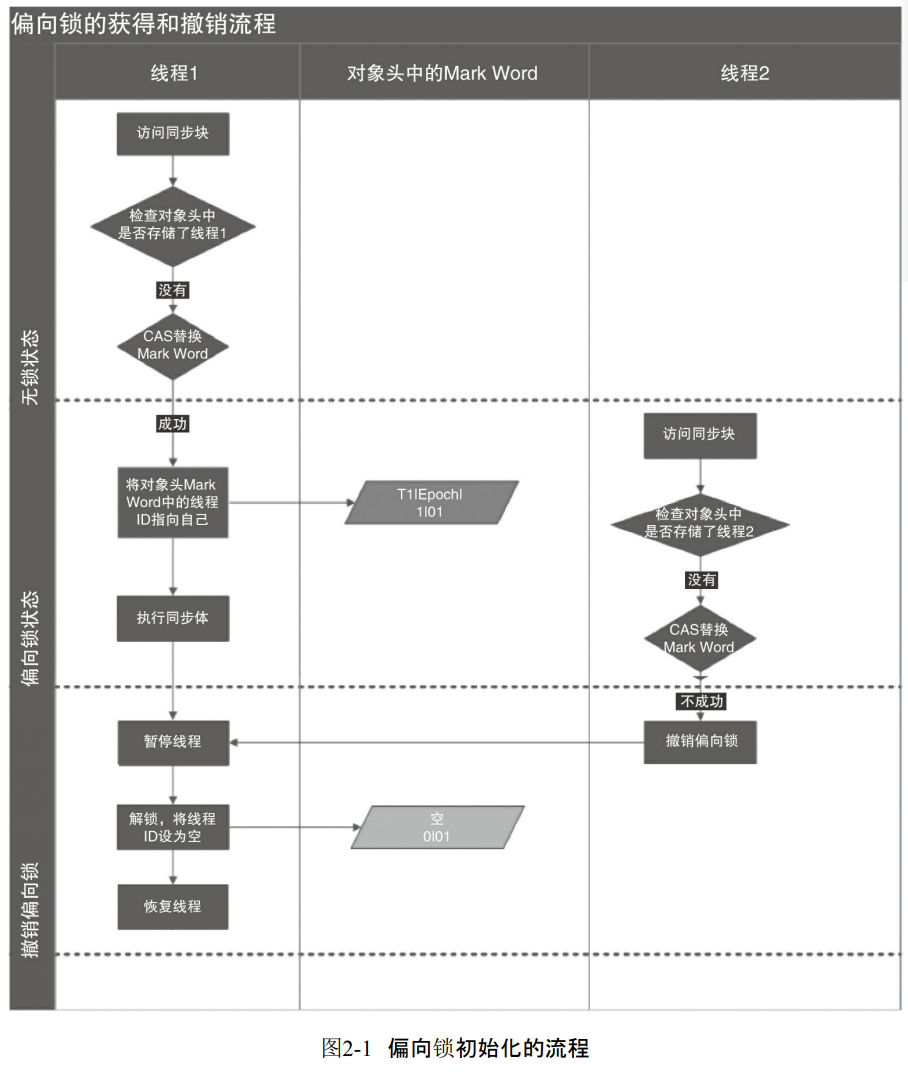 偏向锁的获得和撤销流程
线程1
对象头中的Mark Word
线程2
无锁状态
访问同步块
检查对象头中
是否存储了线程1
没有
CAS替换
Mark Word
偏向锁状态
成功
将对象头Mark
Word中的线程
ID指向自己
T1|Epoch|
1|01
执行同步体
访问同步块
检查对象头中
是否存储了线程2
没有
CAS替换
Mark Word
撤销偏向锁
不成功
撤销偏向锁
暂停线程
解锁，将线程
ID设为空
空
0|01
恢复线程
图2-1 偏向锁初始化的流程